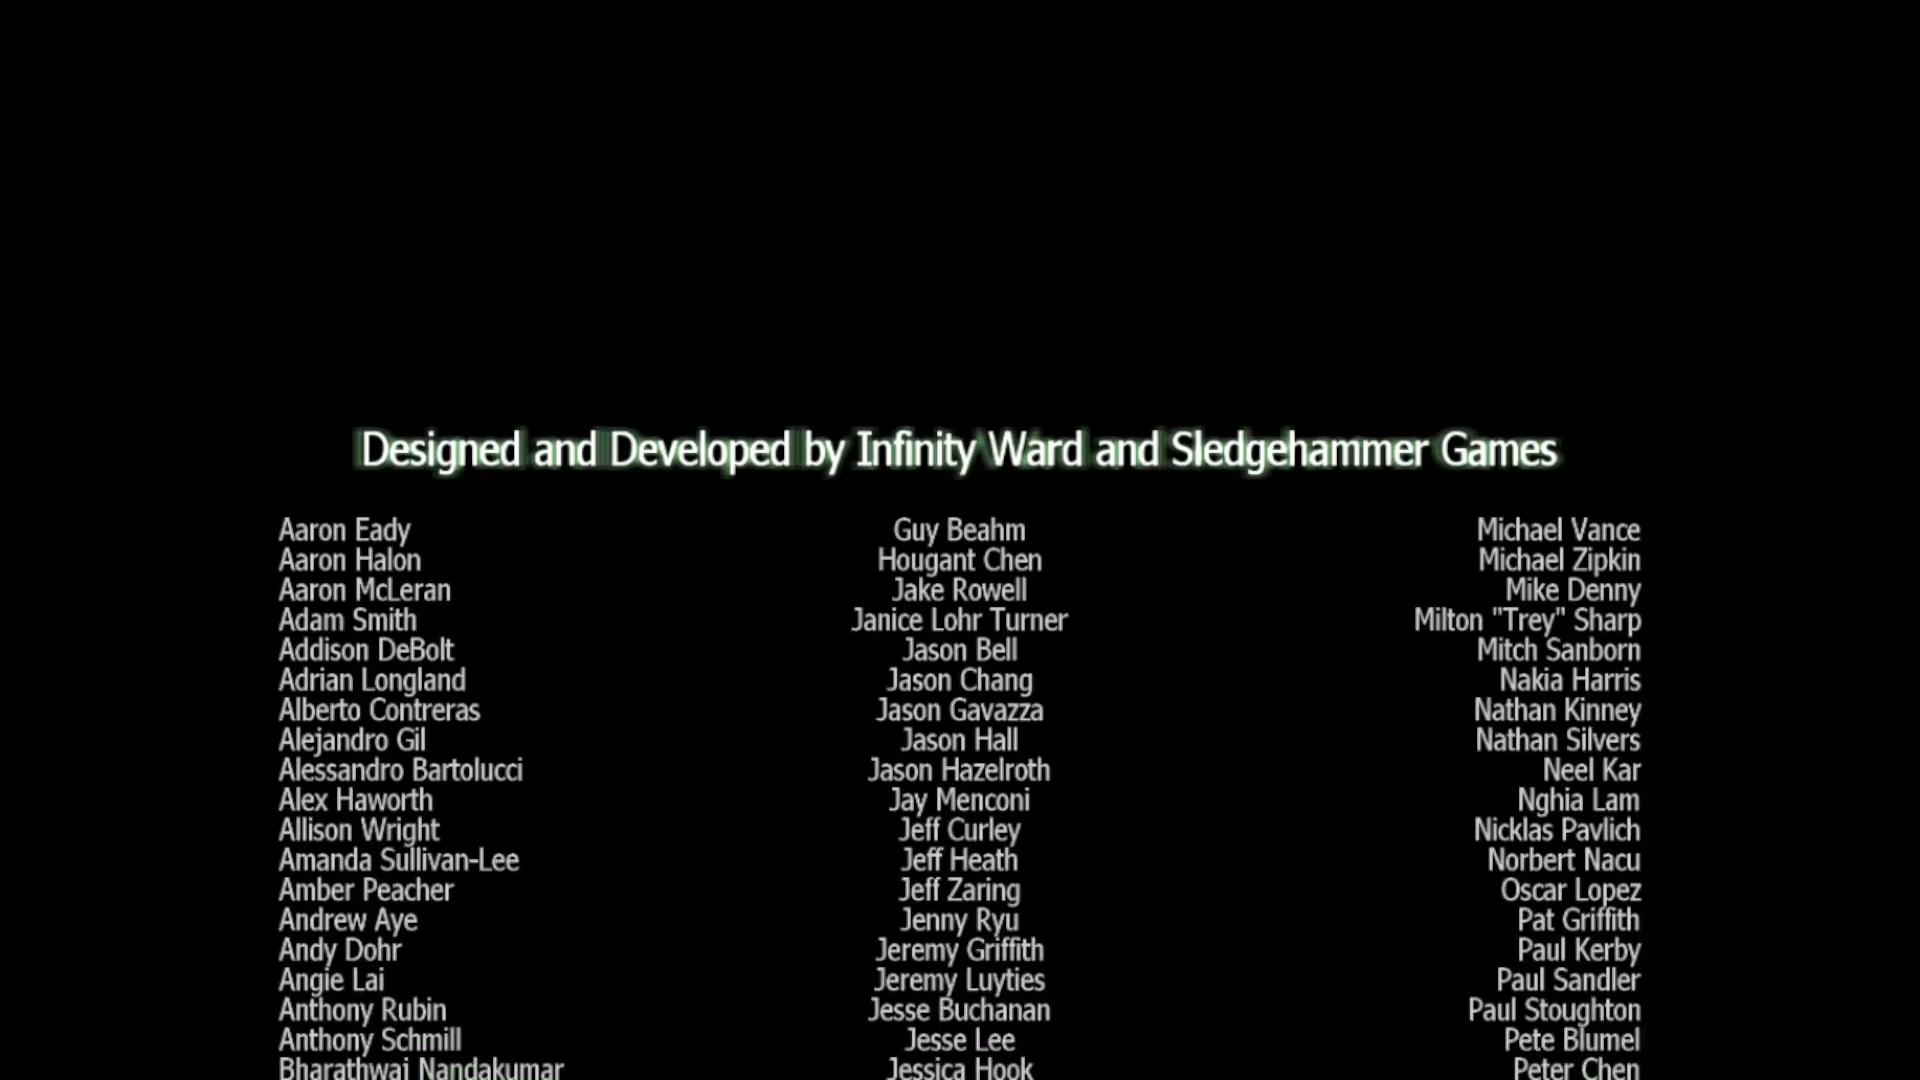 Designed and Developed by Infinity Ward and Sledgehammer Games
Aaron Eady Guy Beahm Michael Vance
Aaron Halon Hougant Chen Michael Zipkin
Aaron McLeran Jake Rowell Mike Denny
Adam Smith Janice Lohr Turner Milton "Trey" Sharp
Addison DeBolt Jason Bell Mitch Sanborn
Adrian Longland Jason Chang Nakia Harris
Alberto Contreras Jason Gavazza Nathan Kinney
Alejandro Gil Jason Hall Nathan Silvers
Alessandro Bartolucci Jason Hazelroth Neel Kar
Alex Haworth Jay Menconi Nghia Lam
Allison Wright Jeff Curley Nicklas Pavlich
Amanda Sullivan-Lee Jeff Heath Norbert Nacu
Amber Peacher Jeff Zaring Oscar Lopez
Andrew Aye Jenny Ryu Pat Griffith
Andy Dohr Jeremy Griffith Paul Kerby
Angie Lai Jeremy Luyties Paul Sandler
Anthony Rubin Jesse Buchanan Paul Stoughton
Anthony Schmill Jesse Lee Pete Blumel
Bharathwaj Nandakumar Jessica Hook Peter Chen